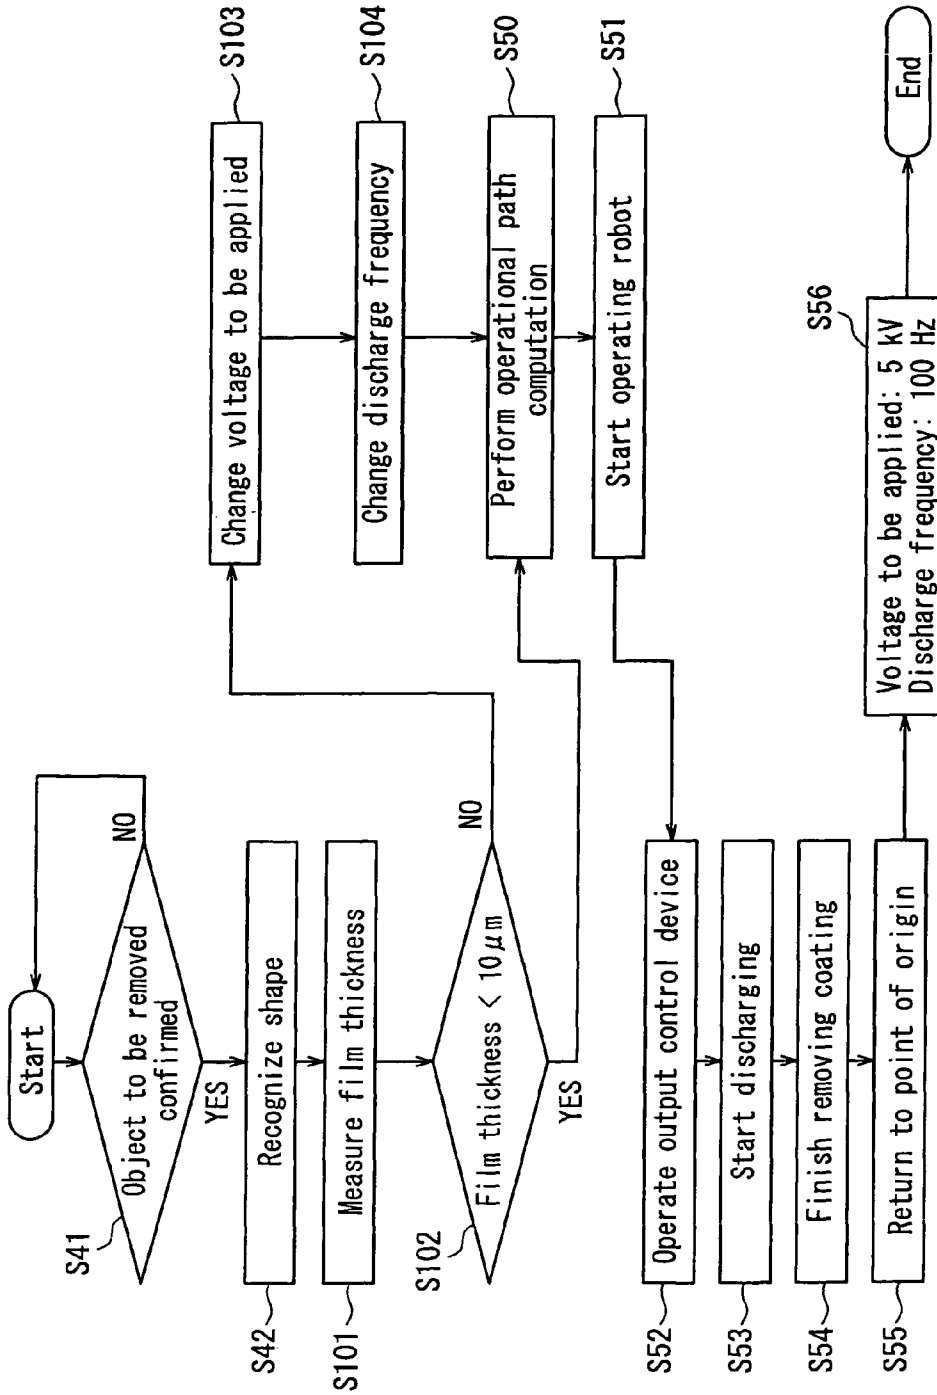 Start
S41
Object to be removed
confirmed
NO
YES
S42
Recognize shape
S101
Measure film thickness
S102
Film thickness < 10μm
NO
YES
Change voltage to be applied
S103
Change discharge frequency
S104
Perform operational path
computation
S50
Start operating robot
S51
S52
Operate output control device
S53
Start discharging
S54
Finish removing coating
S55
Return to point of origin
S56
Voltage to be applied: 5 kV
Discharge frequency: 100 Hz
End